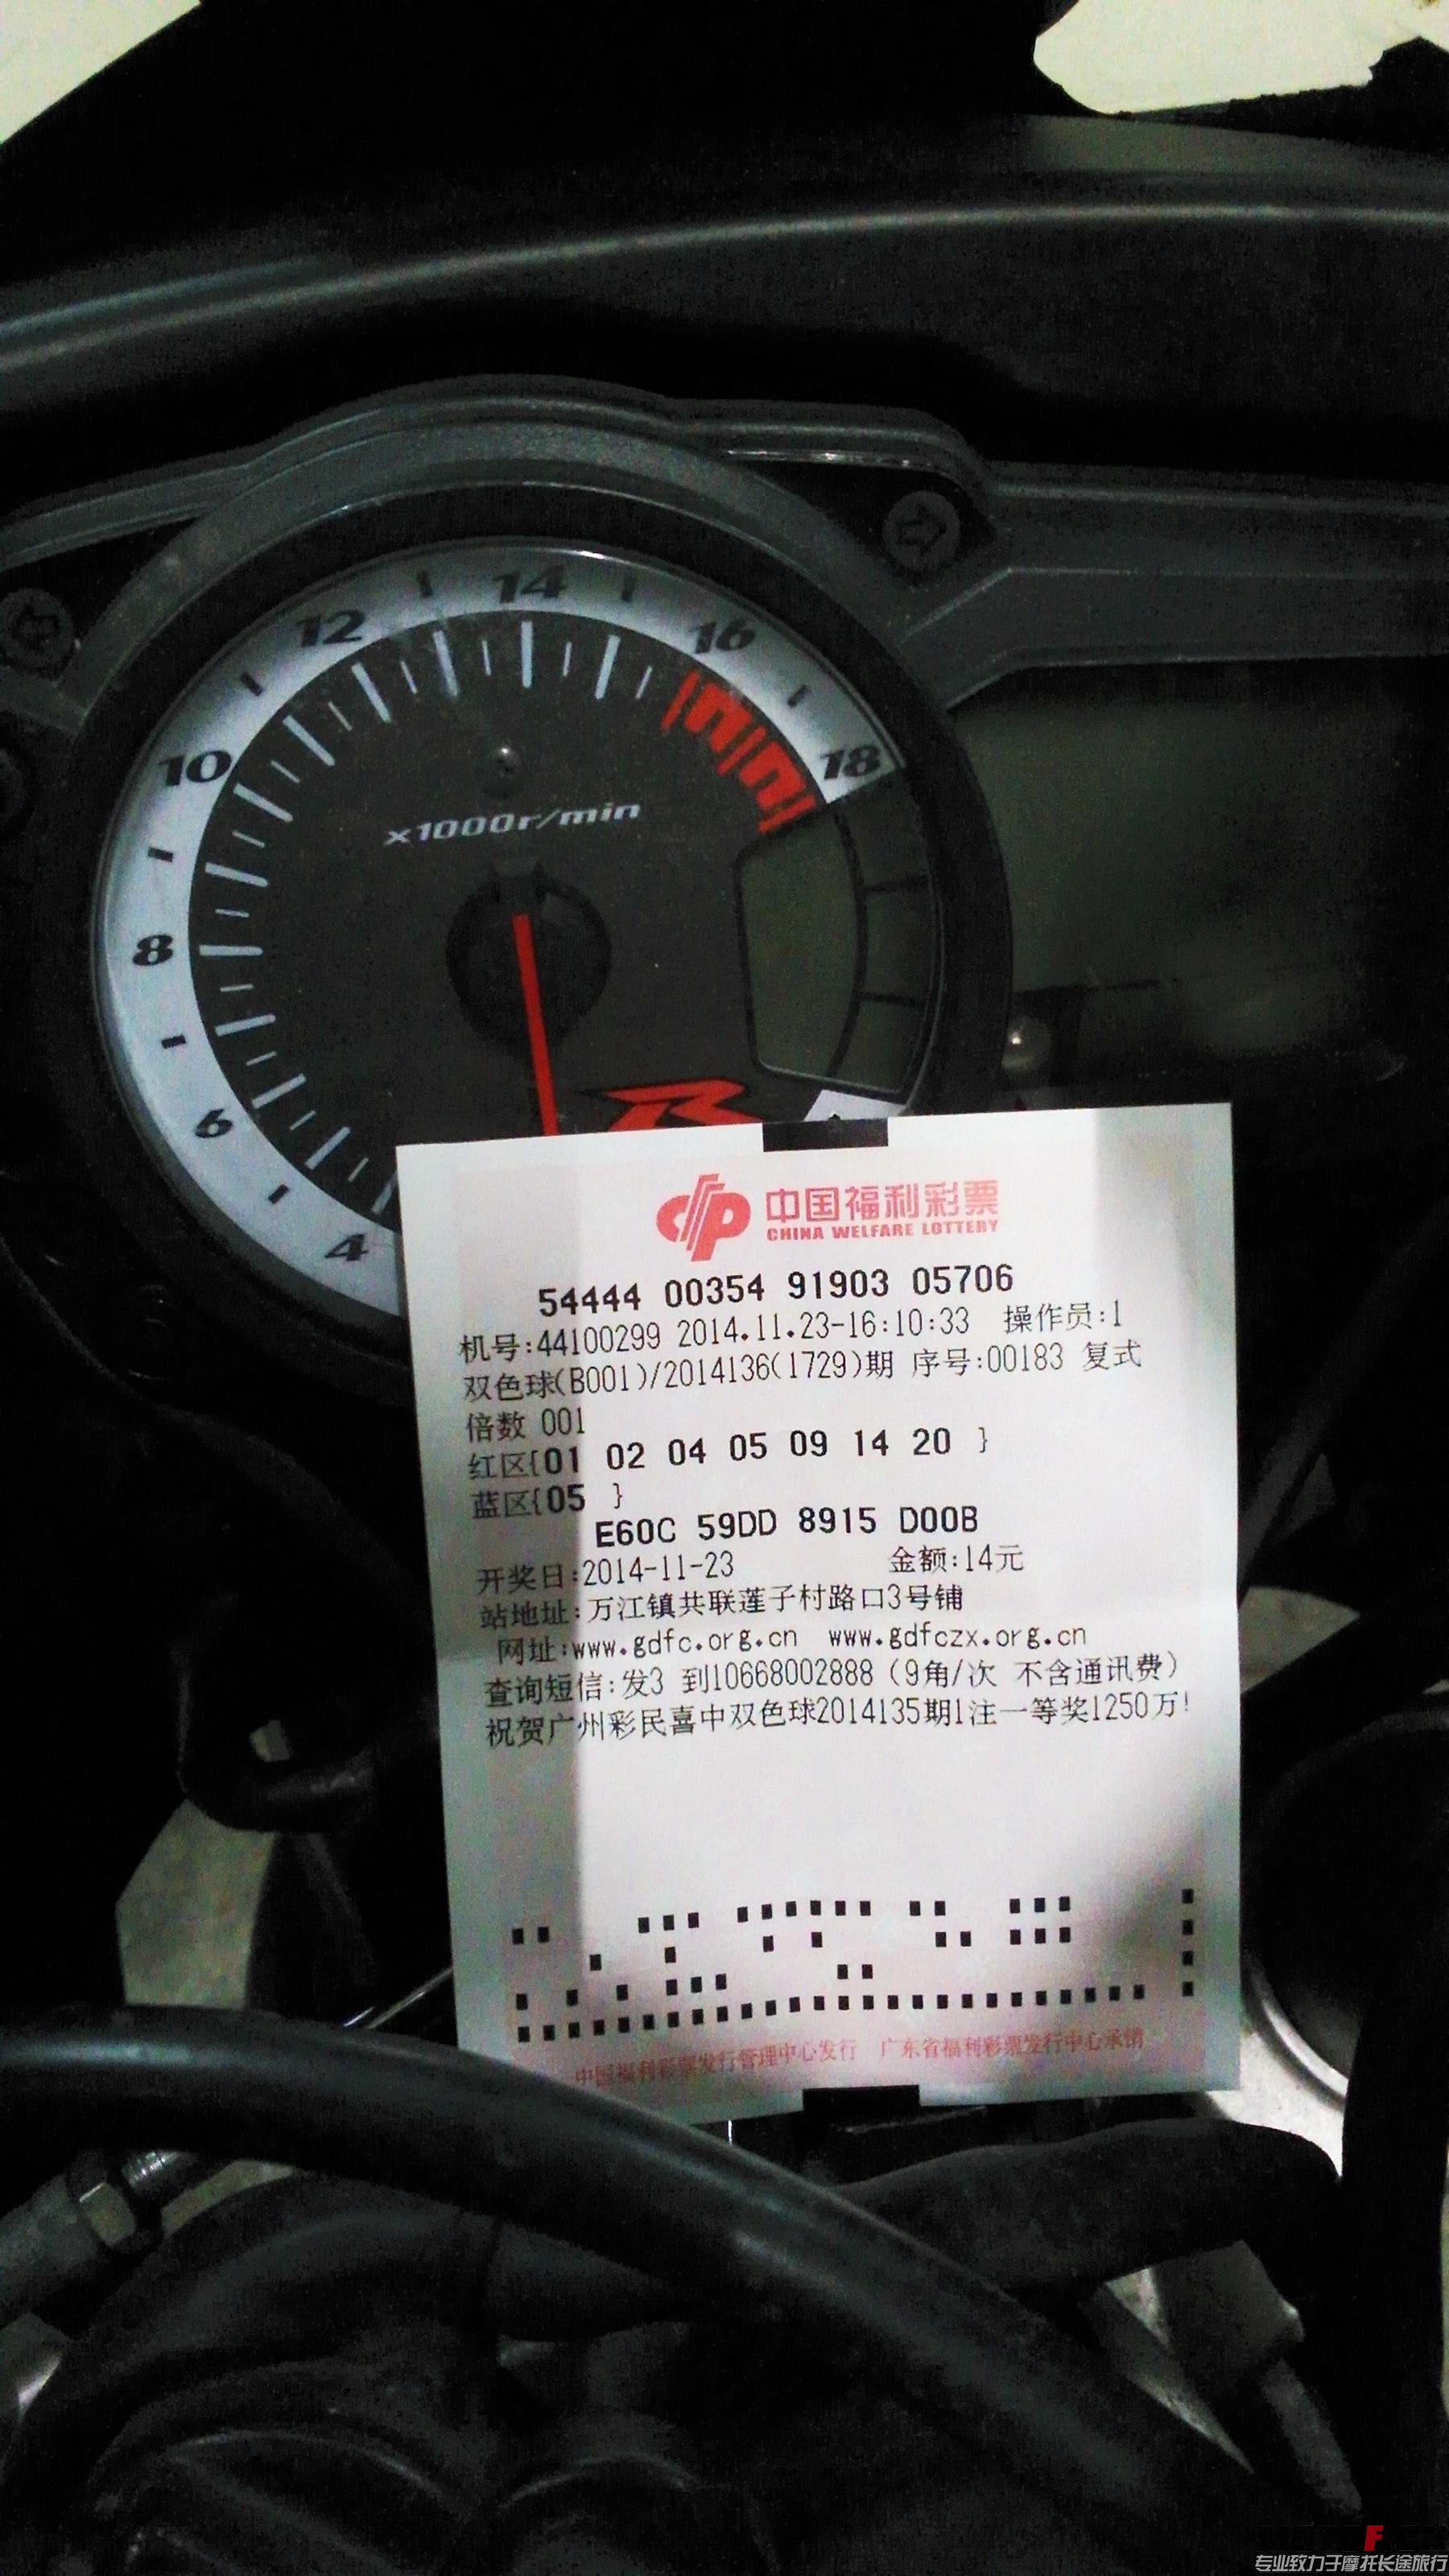 14
12
16
10
18
x1000r/min
8
6
4
R
中国福利彩票
CHINA WELFARE LOTTERY
54444 00354 91903 05706
机号:44100299 2014.11.23-16:10:33 操作员:1
双色球(B001)/2014136(1729)期 序号:00183 复式
倍数 001
红区{01 02 04 05 09 14 20 }
蓝区{05 }
E60C 59DD 8915 D00B
开奖日:2014-11-23 金额:14元
站地址:万江镇共联莲子村路口3号铺
网址:www.gdfc.org.cn www.gdfczx.org.cn
查询短信:发3 到10668002888（9角/次 不含通讯费）
祝贺广州彩民喜中双色球2014135期1注一等奖1250万!
中国福利彩票发行管理中心发行 广东省福利彩票发行中心承销
F
专业致力于摩托长途旅行